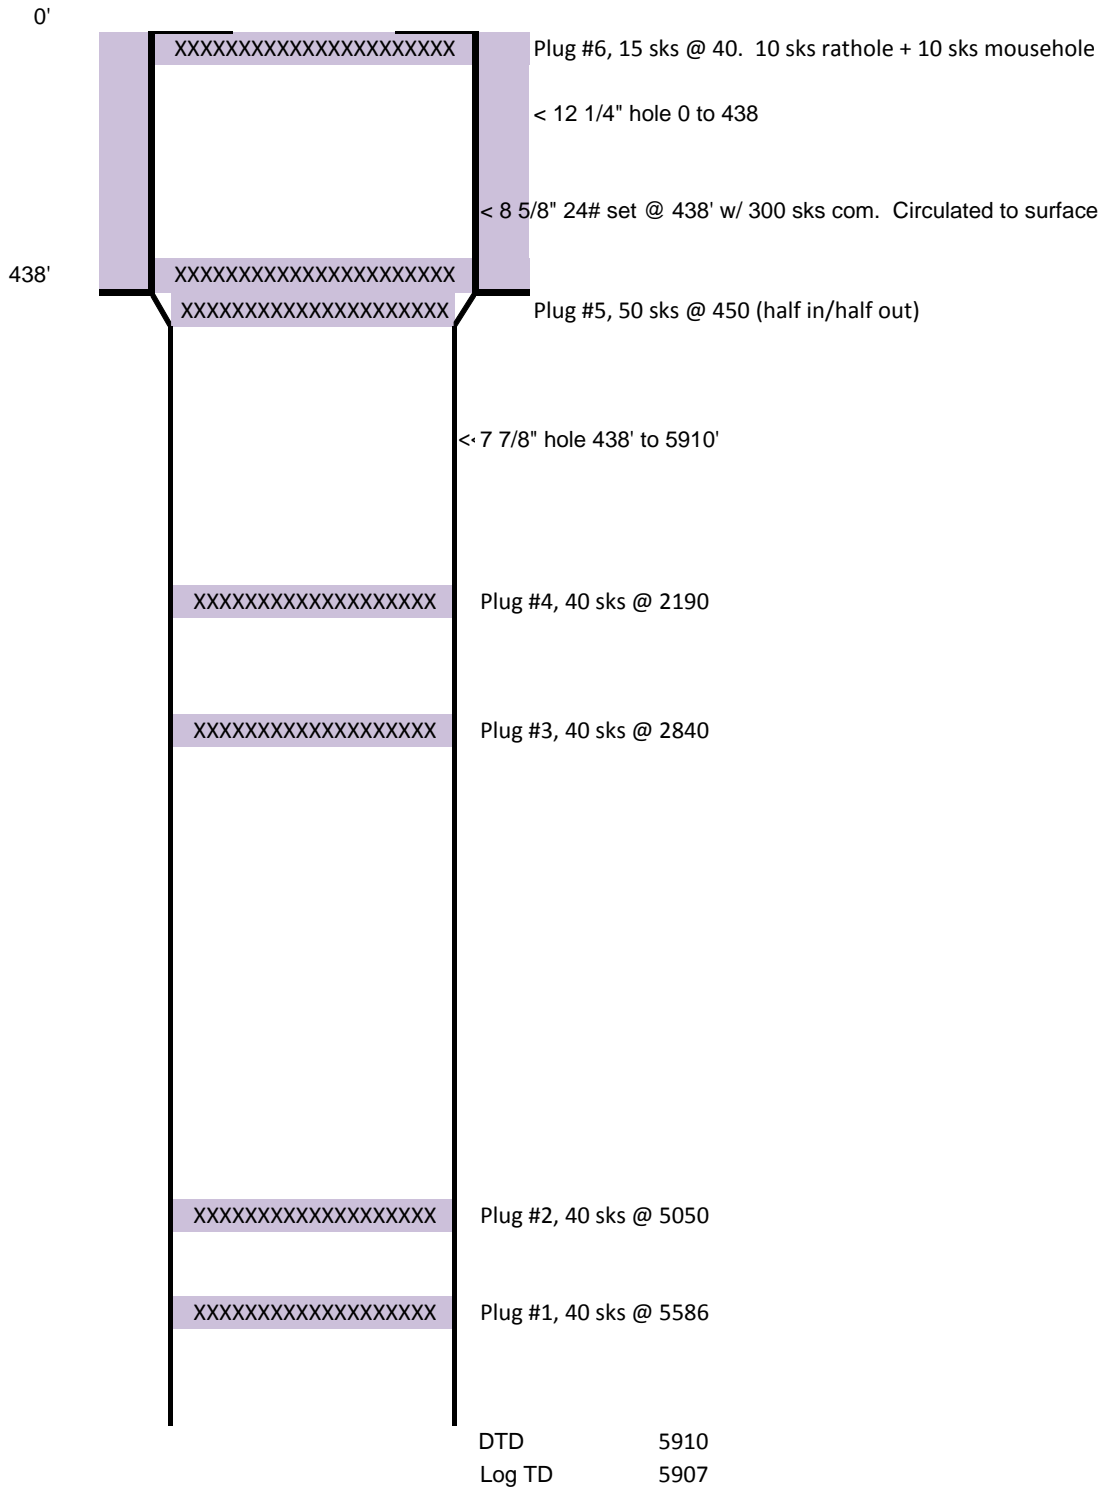 0'
XXXXXXXXXXXXXXXXXXXXXX Plug #6, 15 sks @ 40.  10 sks rathole + 10 sks mousehole
< 12 1/4" hole 0 to 438
< 8 5/8" 24# set @ 438' w/ 300 sks com.  Circulated to surface
438' XXXXXXXXXXXXXXXXXXXXXX
XXXXXXXXXXXXXXXXXXXXX Plug #5, 50 sks @ 450 (half in/half out)
<< 7 7/8" hole 438' to 5910'
XXXXXXXXXXXXXXXXXXX Plug #4, 40 sks @ 2190
XXXXXXXXXXXXXXXXXXX Plug #3, 40 sks @ 2840
XXXXXXXXXXXXXXXXXXX Plug #2, 40 sks @ 5050
XXXXXXXXXXXXXXXXXXX Plug #1, 40 sks @ 5586
DTD 5910
Log TD 5907